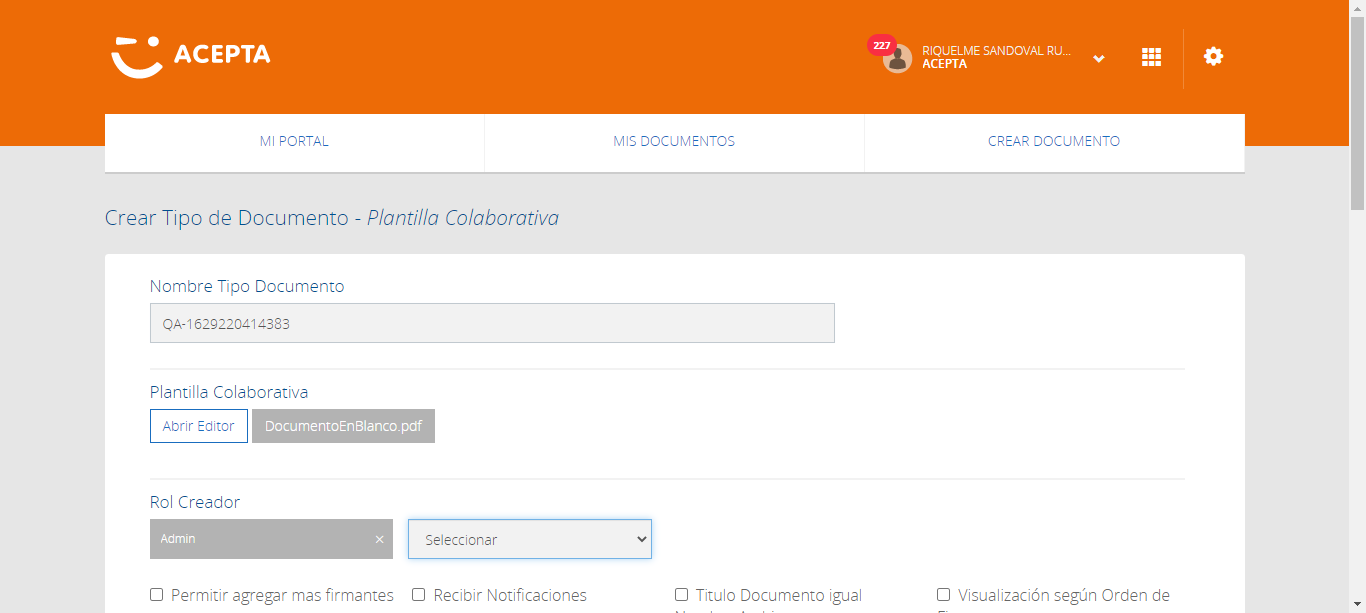 ACEPTA
227
RIQUELME SANDOVAL RU...
ACEPTA
MI PORTAL
MIS DOCUMENTOS
CREAR DOCUMENTO
Crear Tipo de Documento - Plantilla Colaborativa
Nombre Tipo Documento
QA-1629220414383
Plantilla Colaborativa
Abrir Editor
DocumentoEnBlanco.pdf
Rol Creador
Admin ×
Seleccionar
Permitir agregar mas firmantes
Recibir Notificaciones
Titulo Documento igual
Visualización según Orden de